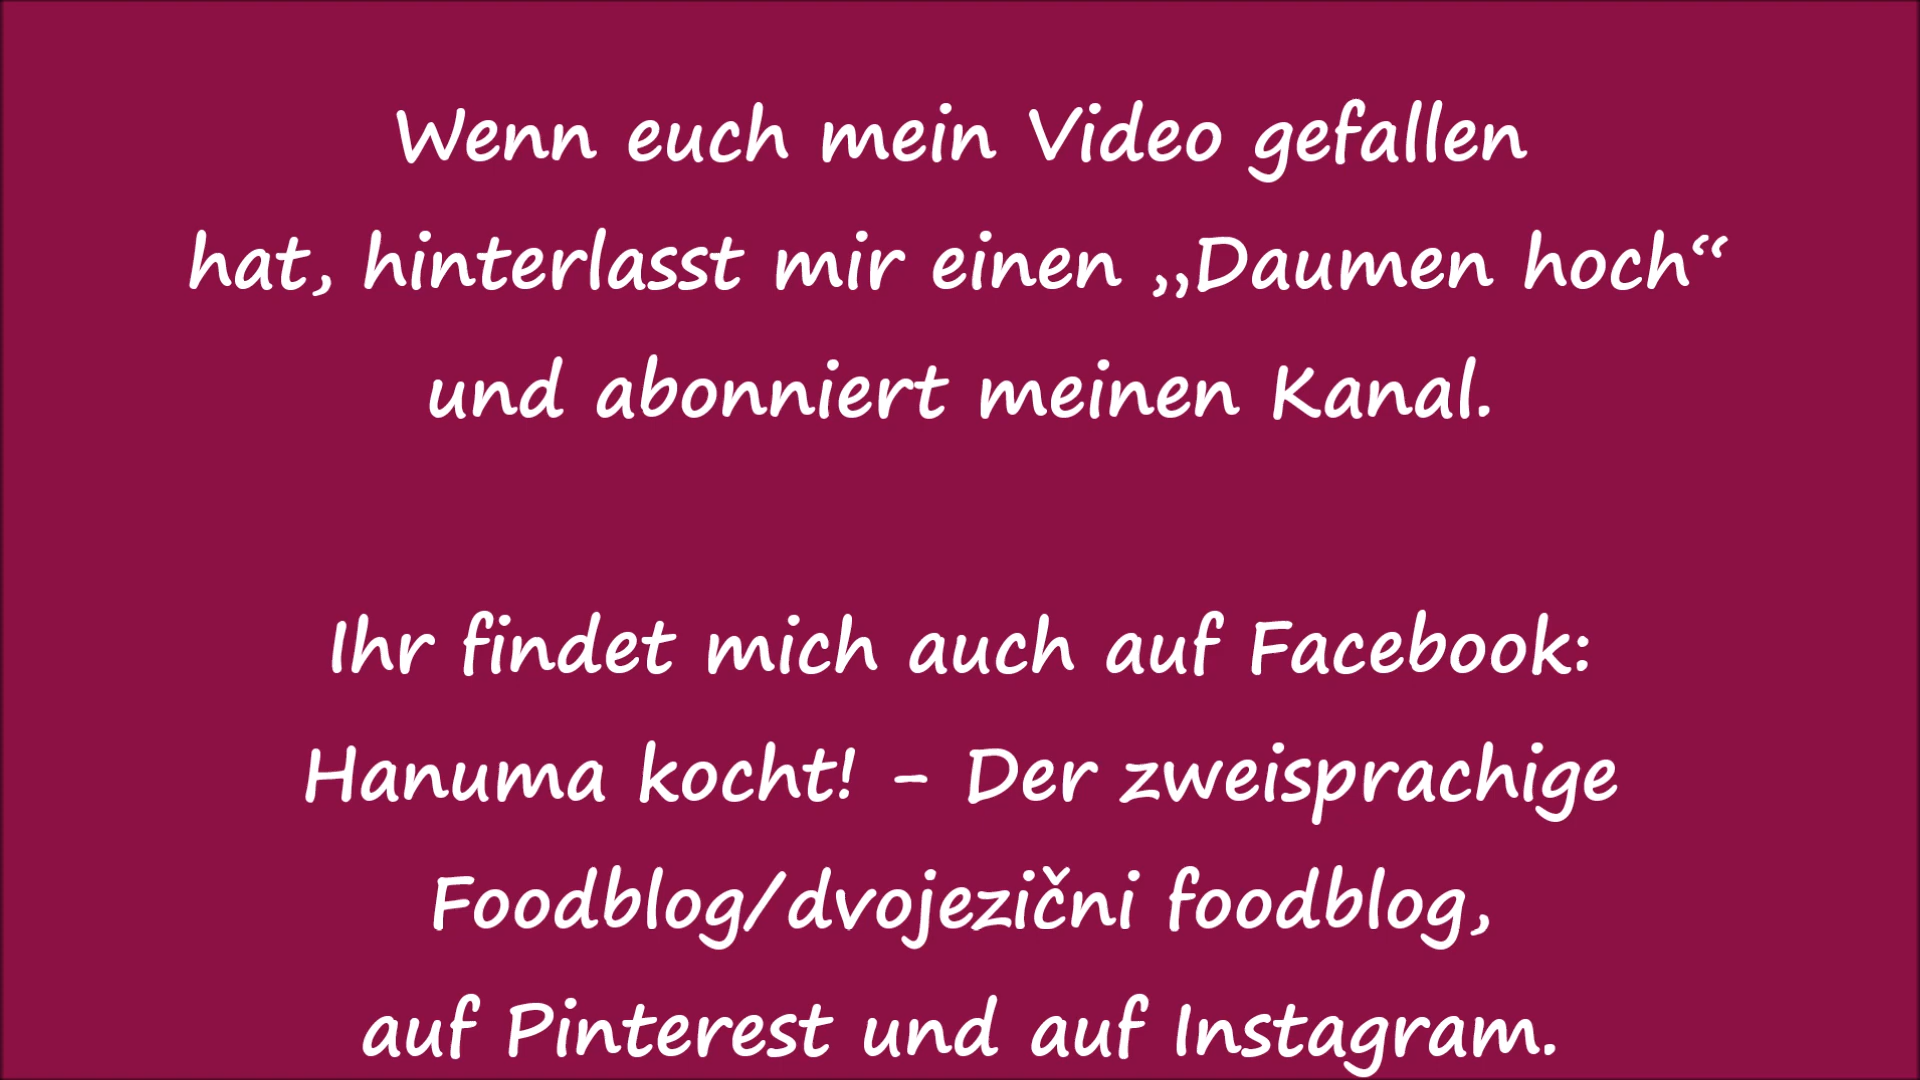 Wenn euch mein Video gefallen
hat, hinterlasst mir einen „Daumen hoch“
und abonniert meinen Kanal.
Ihr findet mich auch auf Facebook:
Hanuma kocht! - Der zweisprachige
Foodblog/dvojezični foodblog,
auf Pinterest und auf Instagram.